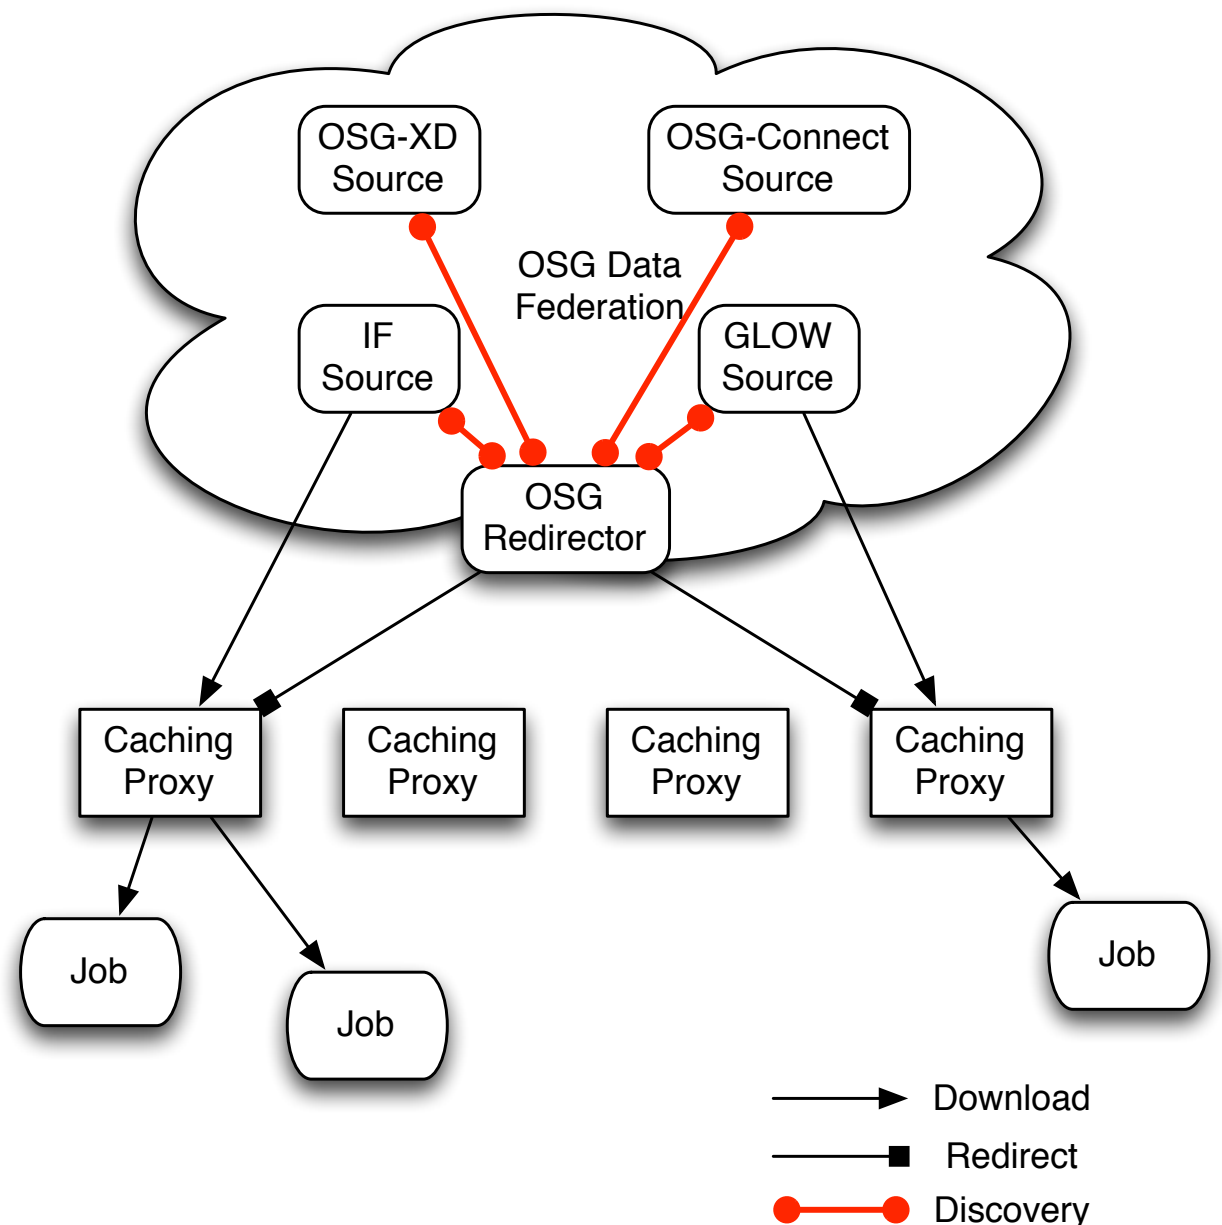 OSG-XD
Source
OSG-Connect
Source
OSG Data
Federation
IF
Source
GLOW
Source
OSG
Redirector
Caching
Proxy
Caching
Proxy
Caching
Proxy
Caching
Proxy
Job
Job
Job
Download
Redirect
Discovery